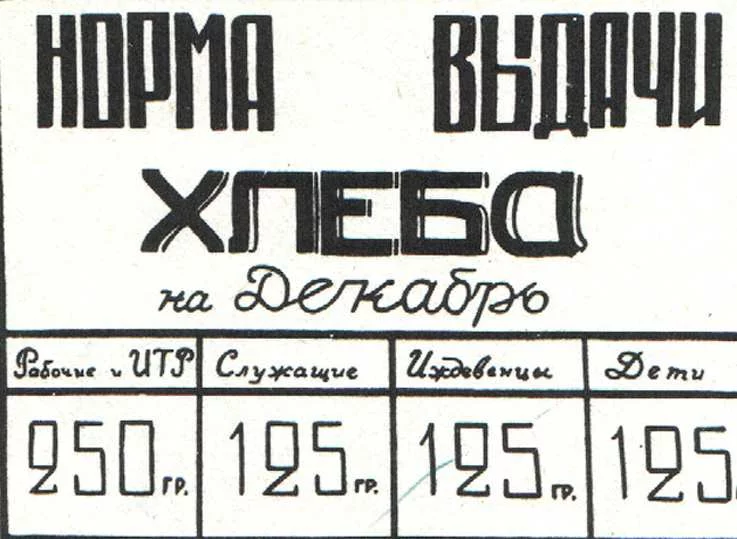 НОРМА ВЫДАЧИ
ХЛЕБА
на Декабрь
Рабочие и ИТР Служащие Иждевенцы Дети
250 гр. 125 гр. 125 гр. 125